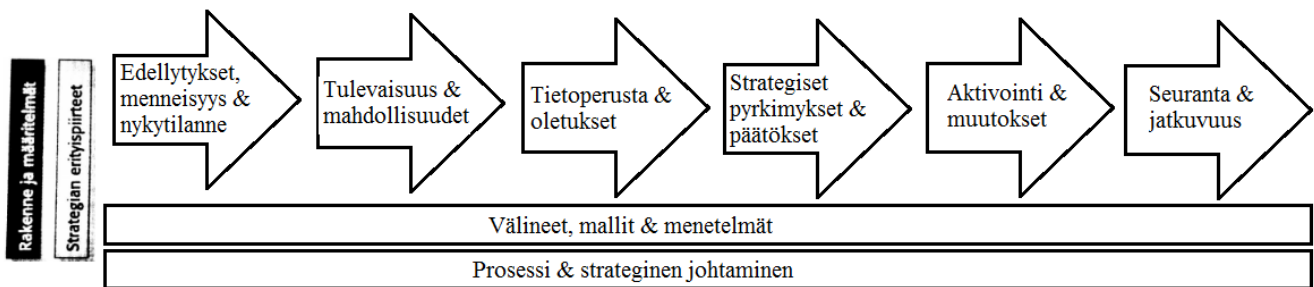 Rakenne ja määritelmät
Strategian erityispiirteet
Edellytykset,
menneisyys &
nykytilanne
Tulevaisuus &
mahdollisuudet
Tietoperusta &
oletukset
Strategiset
pyrkimykset &
päätökset
Aktivointi &
muutokset
Seuranta &
jatkuvuus
Välineet, mallit & menetelmät
Prosessi & strateginen johtaminen